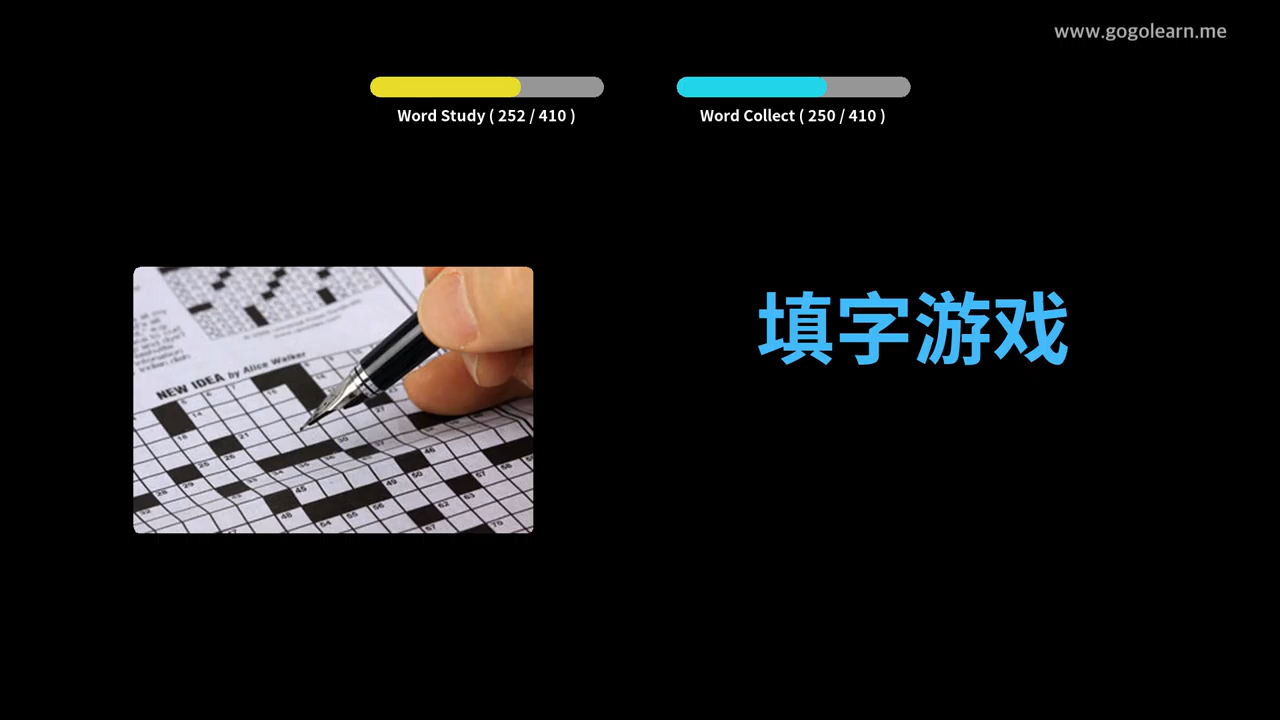 www.gogolearn.me
Word Study ( 252 / 410 )
Word Collect ( 250 / 410 )
填字游戏
NEW IDEA by Alice Walker